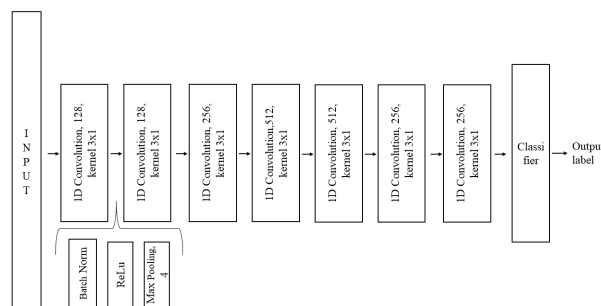 I
N
P
U
T
1D Convolution, 128,
kernel 3x1
1D Convolution, 128,
kernel 3x1
1D Convolution, 256,
kernel 3x1
1D Convolution,512,
kernel 3x1
1D Convolution, 512,
kernel 3x1
1D Convolution, 256,
kernel 3x1
1D Convolution, 256,
kernel 3x1
Classi
fier
Outpu
label
Batch Norm
ReLu
Max Pooling,
4